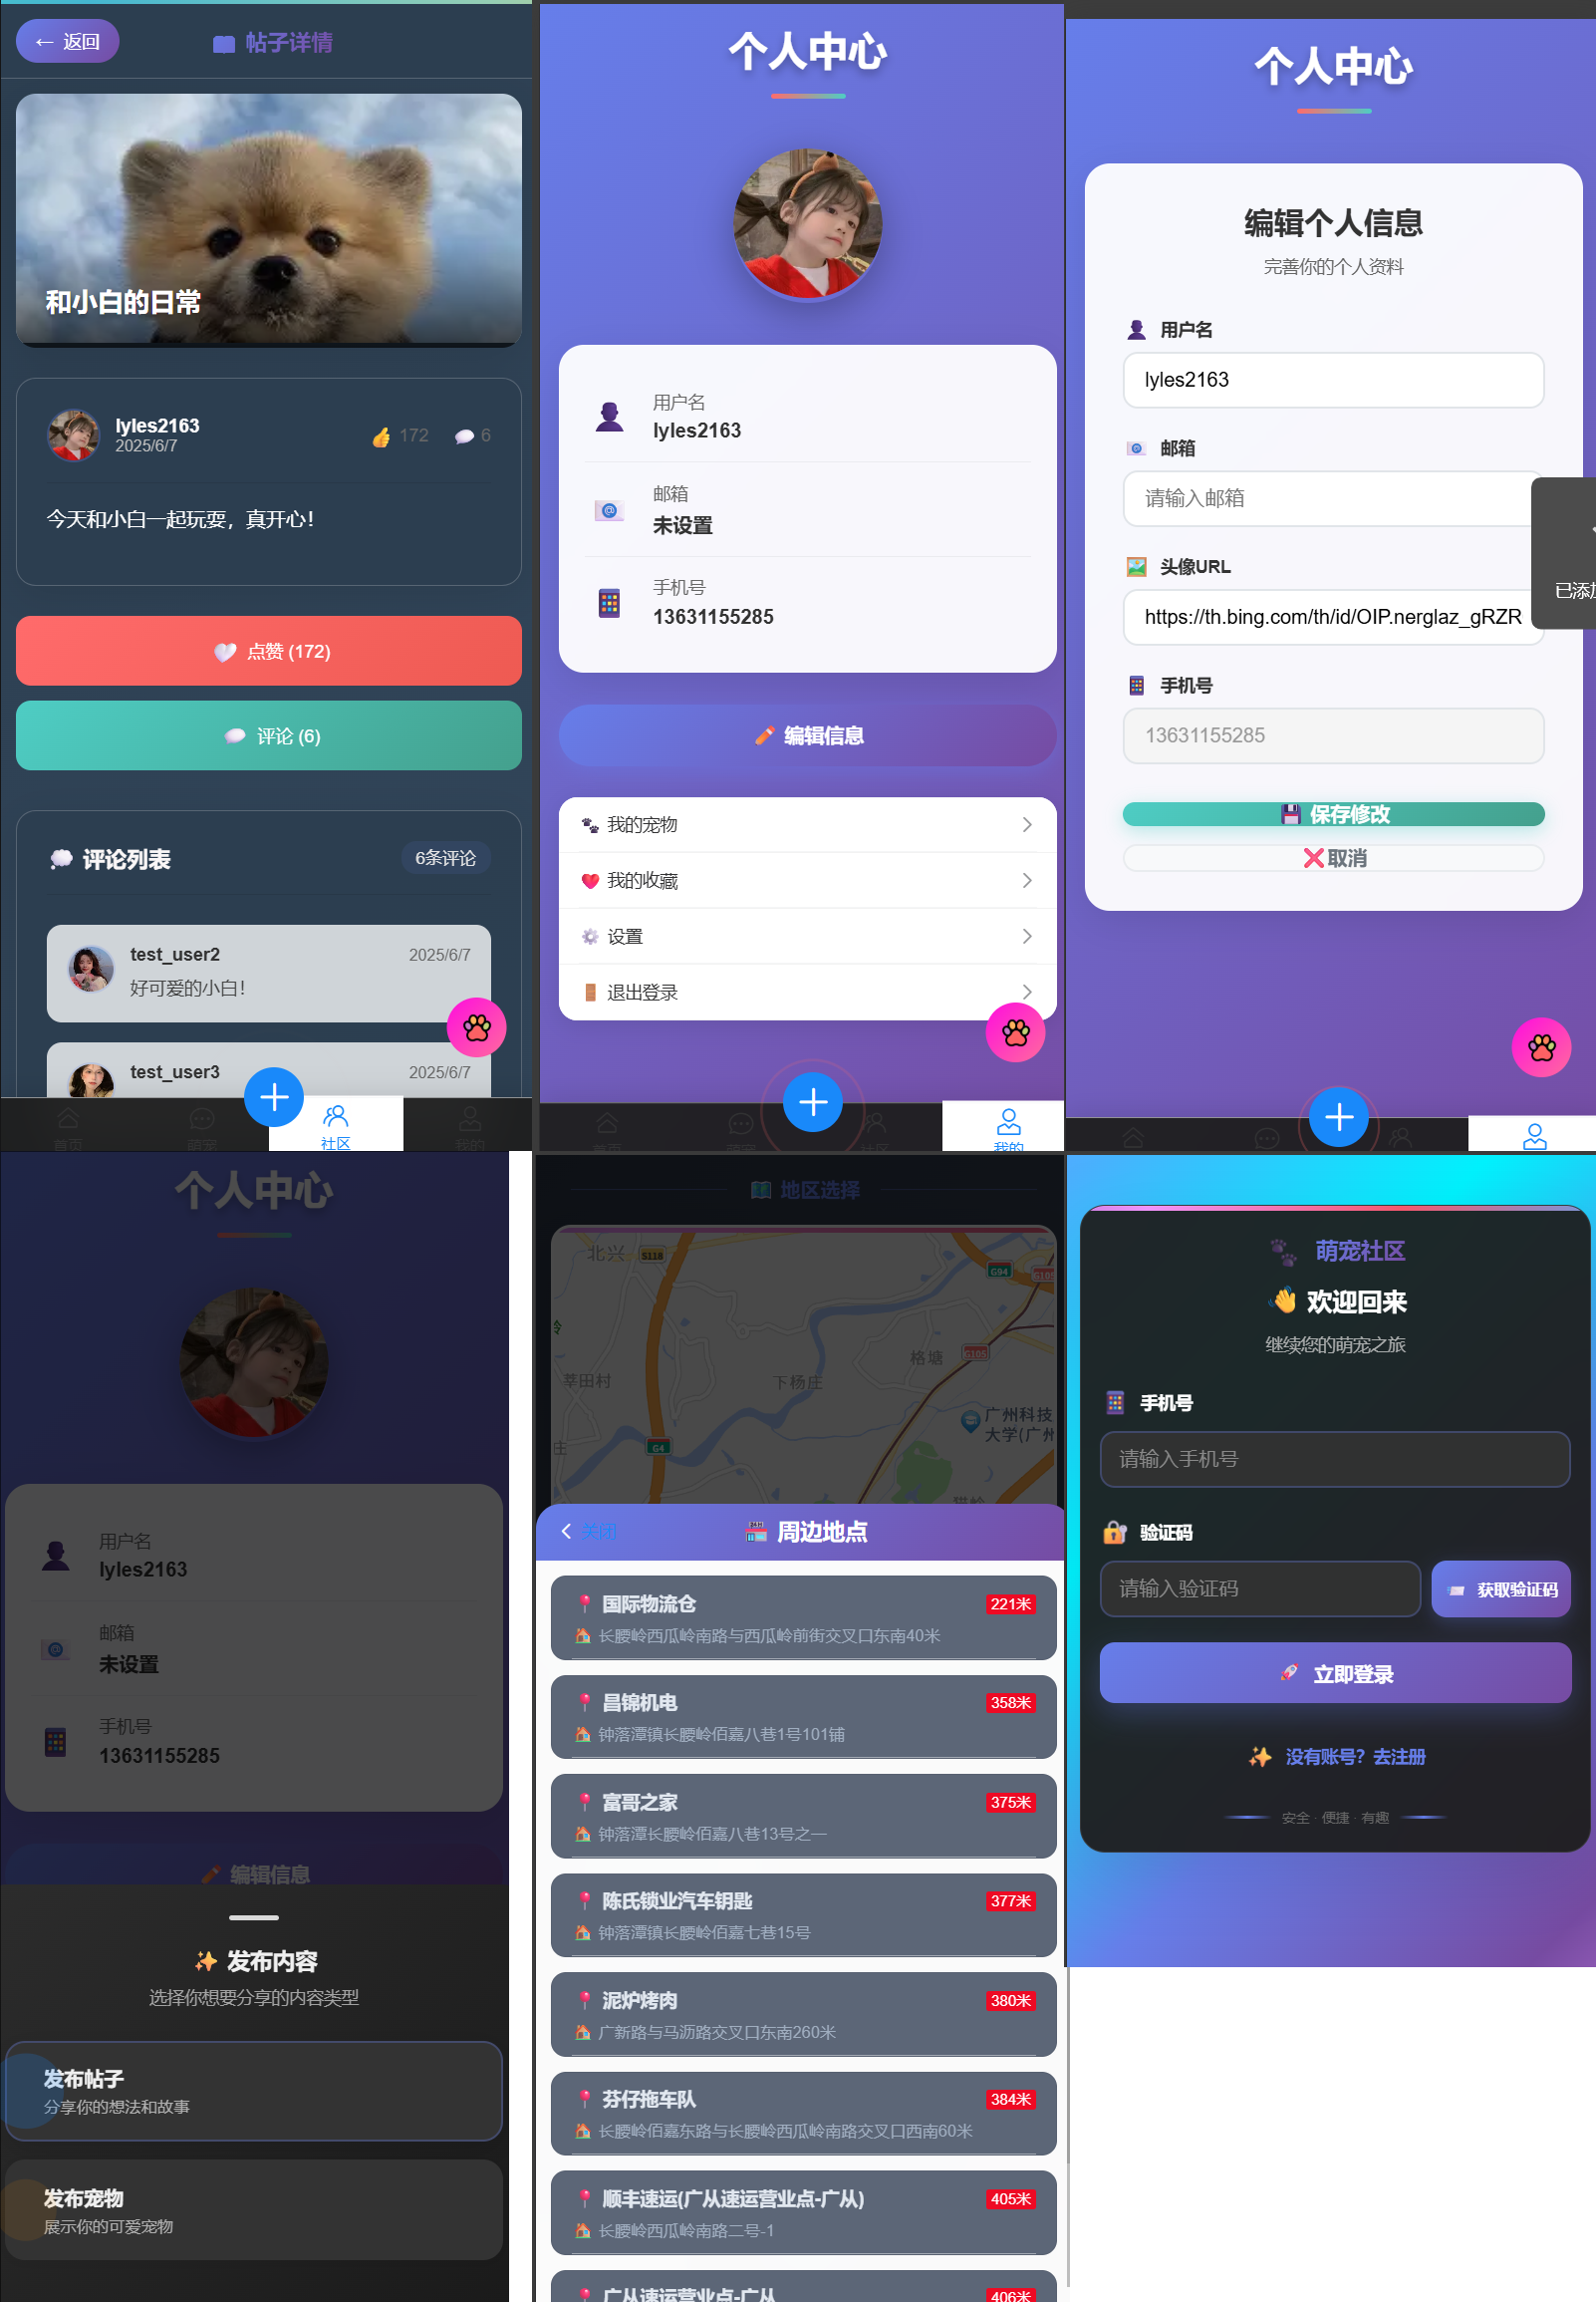 ← 返回
帖子详情
和小白的日常
lyles2163
2025/6/7
172
6
今天和小白一起玩耍，真开心！
点赞 (172)
评论 (6)
评论列表
6条评论
test_user2
2025/6/7
好可爱的小白！
test_user3
2025/6/7
首页
萌宠
社区
我的
个人中心
用户名
lyles2163
邮箱
未设置
手机号
13631155285
编辑信息
我的宠物
我的收藏
设置
退出登录
首页
萌宠
社区
我的
个人中心
编辑个人信息
完善你的个人资料
用户名
lyles2163
邮箱
请输入邮箱
头像URL
https://th.bing.com/th/id/OIP.nerglaz_gRZR
已添加
手机号
13631155285
保存修改
取消
个人中心
用户名
lyles2163
邮箱
未设置
手机号
13631155285
编辑信息
发布内容
选择你想要分享的内容类型
发布帖子
分享你的想法和故事
发布宠物
展示你的可爱宠物
地区选择
北兴
S118
G94
G105
格塘
G105
莘田村
下杨庄
广州科技
大学(广州
庄
G4
关闭
周边地点
国际物流仓
221米
长腰岭西瓜岭南路与西瓜岭前街交叉口东南40米
昌锦机电
358米
钟落潭镇长腰岭佰嘉八巷1号101铺
富哥之家
375米
钟落潭长腰岭佰嘉八巷13号之一
陈氏锁业汽车钥匙
377米
钟落潭镇长腰岭佰嘉七巷15号
泥炉烤肉
380米
广新路与马沥路交叉口东南260米
芬仔拖车队
384米
长腰岭佰嘉东路与长腰岭西瓜岭南路交叉口西南60米
顺丰速运(广从速运营业点-广从)
405米
长腰岭西瓜岭南路二号-1
广从速运营业点-广从
406米
萌宠社区
欢迎回来
继续您的萌宠之旅
手机号
请输入手机号
验证码
请输入验证码
获取验证码
立即登录
没有账号？去注册
安全 · 便捷 · 有趣